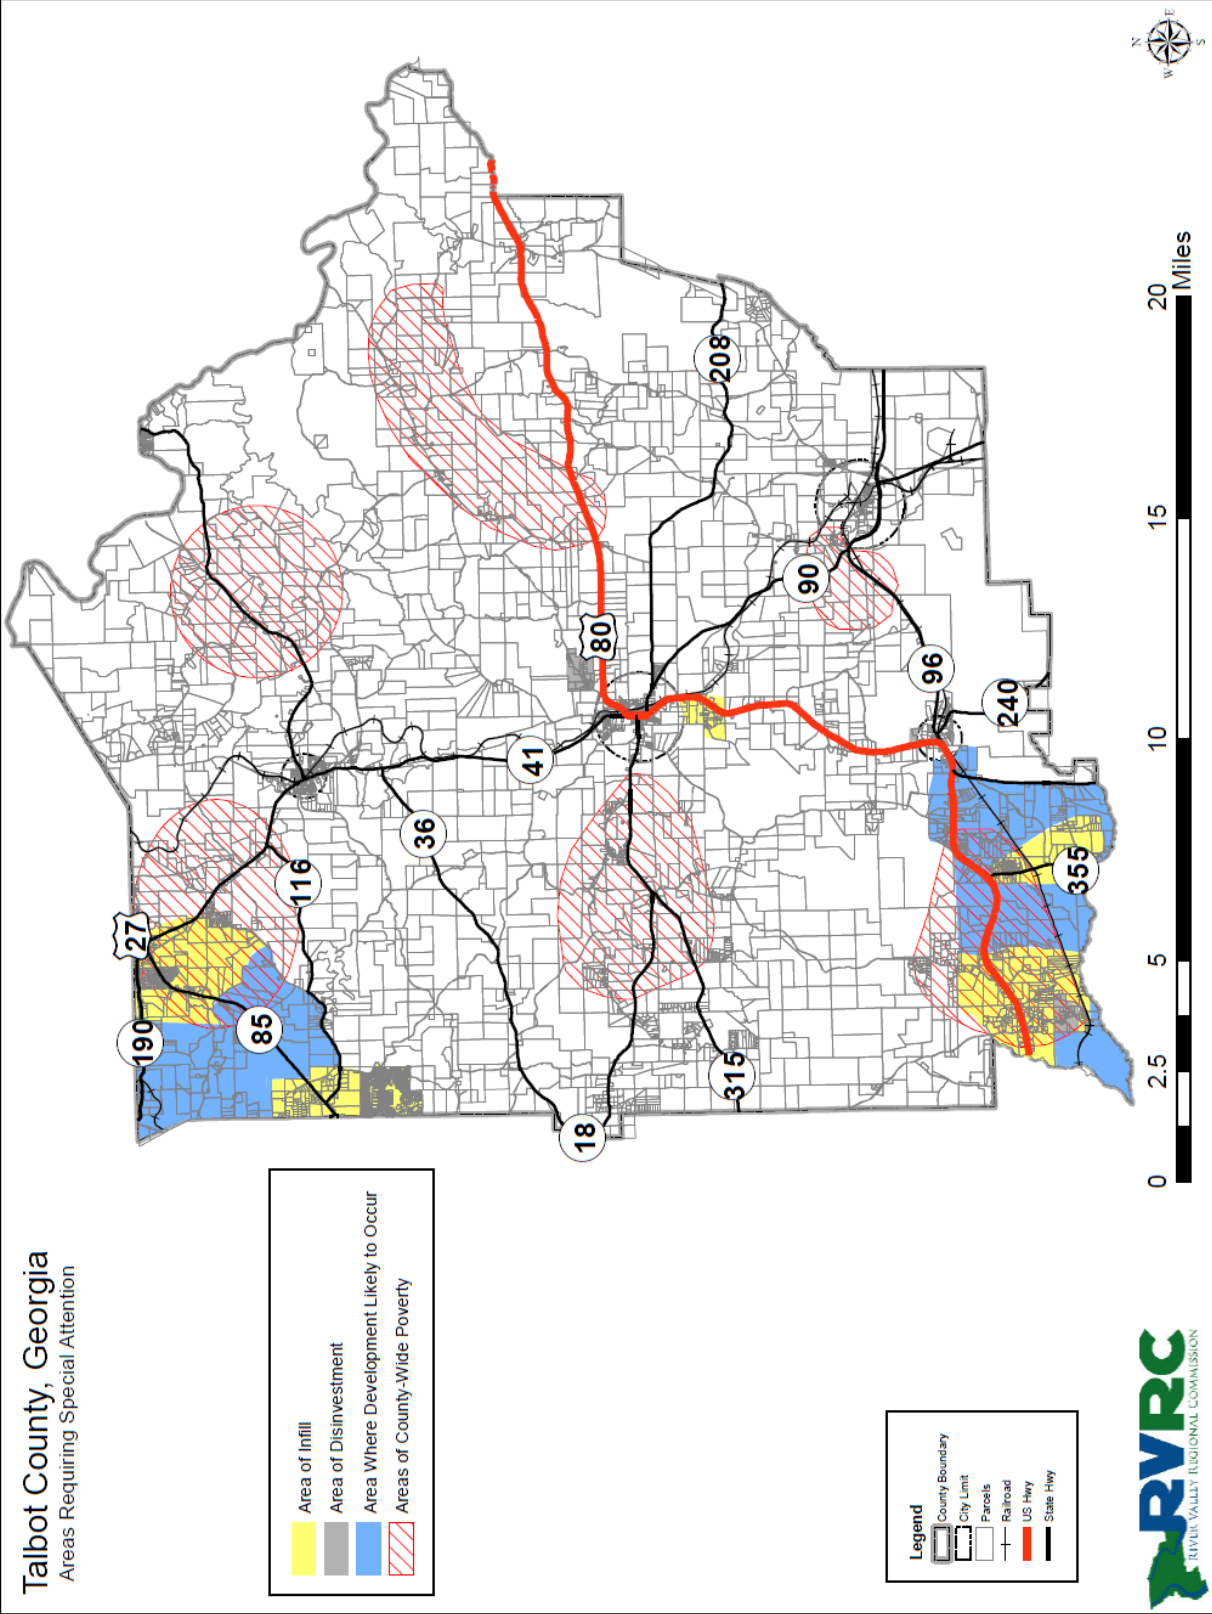 Talbot County, Georgia
Areas Requiring Special Attention
Area of Infill
Area of Disinvestment
Area Where Development Likely to Occur
Areas of County-Wide Poverty
Legend
County Boundary
City Limit
Parcels
Railroad
US Hwy
State Hwy
RVRC
RIVER VALLEY REGIONAL COMMISSION
190
27
85
116
36
41
18
315
80
208
90
96
240
355
0
2.5
5
10
15
20
Miles
N
E
S
W